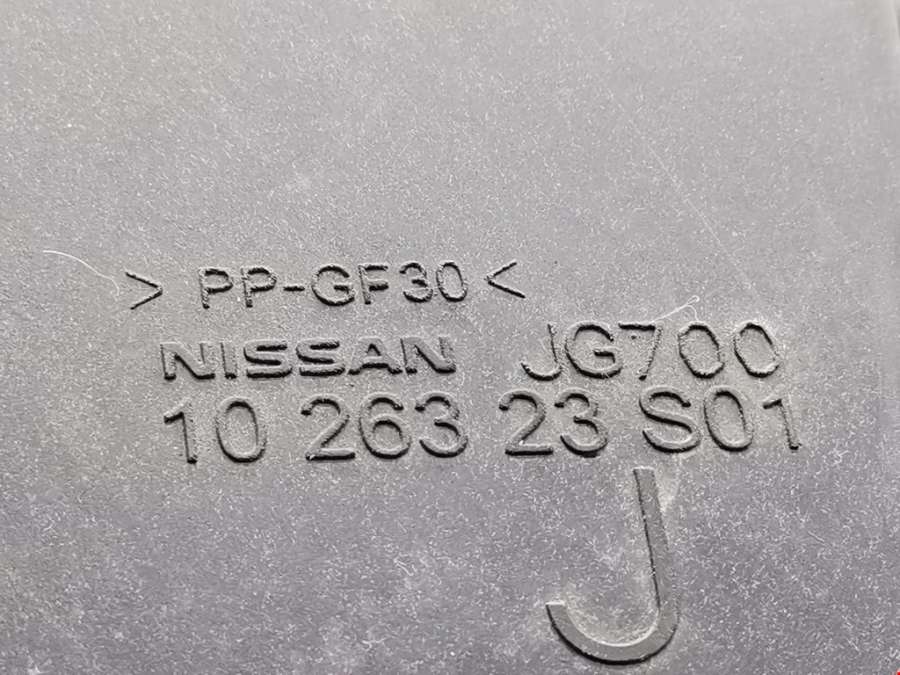 > PP-GF30 <
NISSAN JG700
10 263 23 S01
J